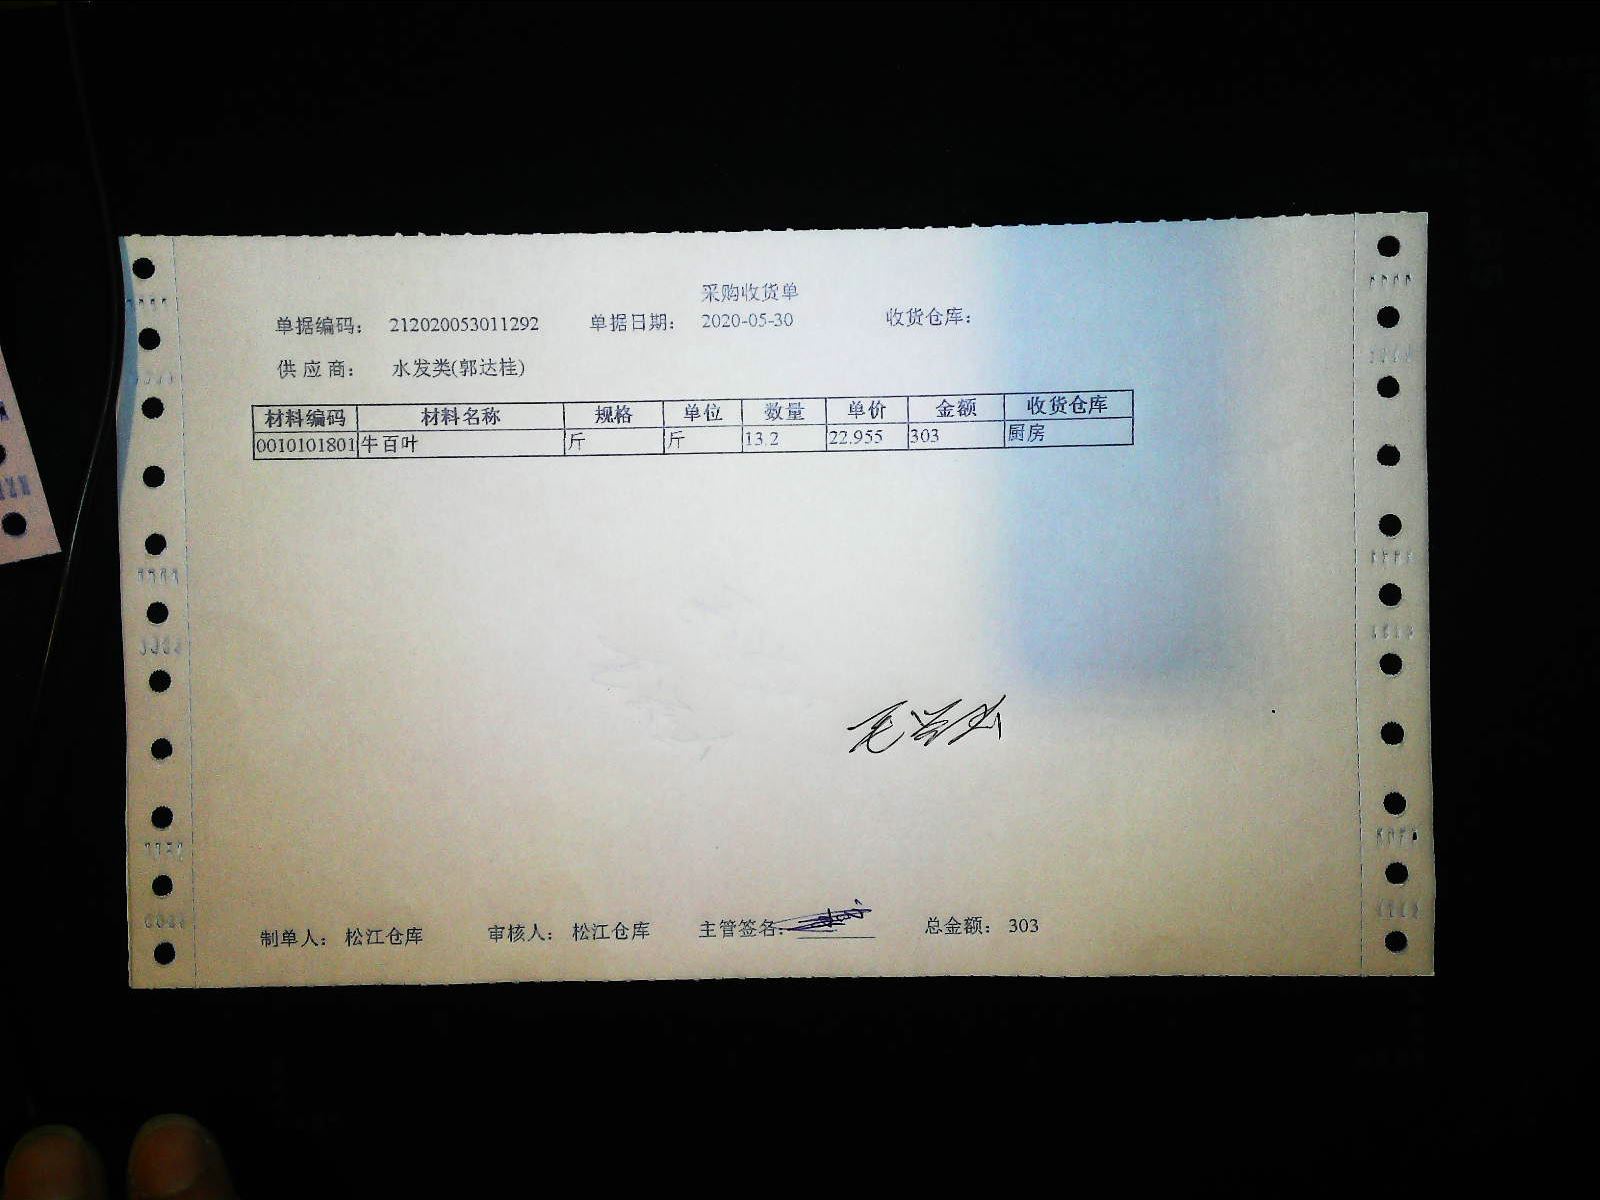 采购收货单
单据编码： 212020053011292 单据日期： 2020-05-30 收货仓库：
供应商： 水发类(郭达桂)
材料编码 材料名称 规格 单位 数量 单价 金额 收货仓库
0010101801 牛百叶 斤 斤 13.2 22.955 303 厨房
制单人： 松江仓库 审核人： 松江仓库 主管签名： 总金额： 303